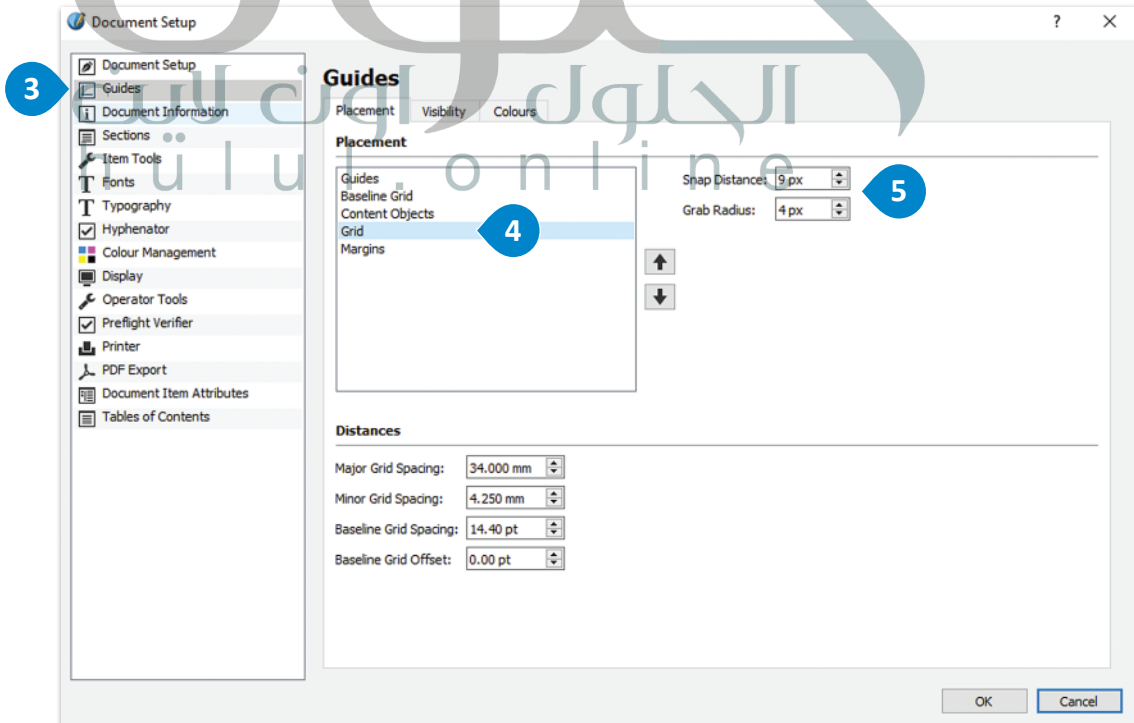 Document Setup
?
3
Document Setup
Guides
Document Information
Sections
Item Tools
Fonts
Typography
Hyphenator
Colour Management
Display
Operator Tools
Preflight Verifier
Printer
PDF Export
Document Item Attributes
Tables of Contents
Guides
Placement Visibility Colours
Placement
Guides
Baseline Grid
Content Objects
Grid
Margins
4
Snap Distance: 9 px
Grab Radius: 4 px
5
Distances
Major Grid Spacing: 34.000 mm
Minor Grid Spacing: 4.250 mm
Baseline Grid Spacing: 14.40 pt
Baseline Grid Offset: 0.00 pt
OK Cancel
حلول
الحلول اون لاين
hulul.online